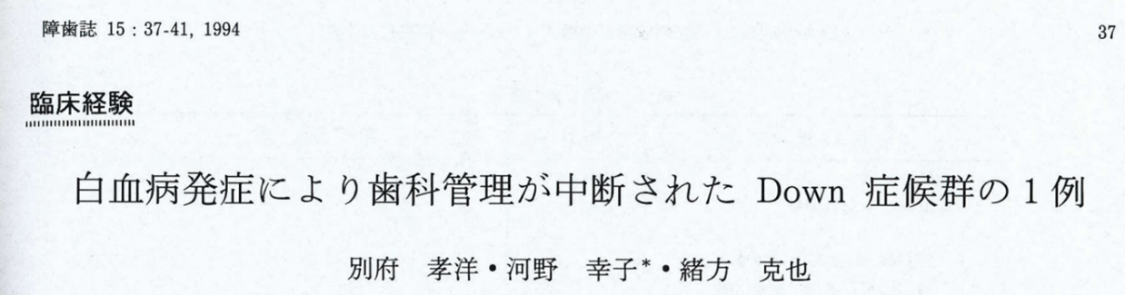 障歯誌 15:37-41, 1994
37
臨床経験
白血病発症により歯科管理が中断された Down 症候群の1例
別府 孝洋・河野 幸子*・緒方 克也